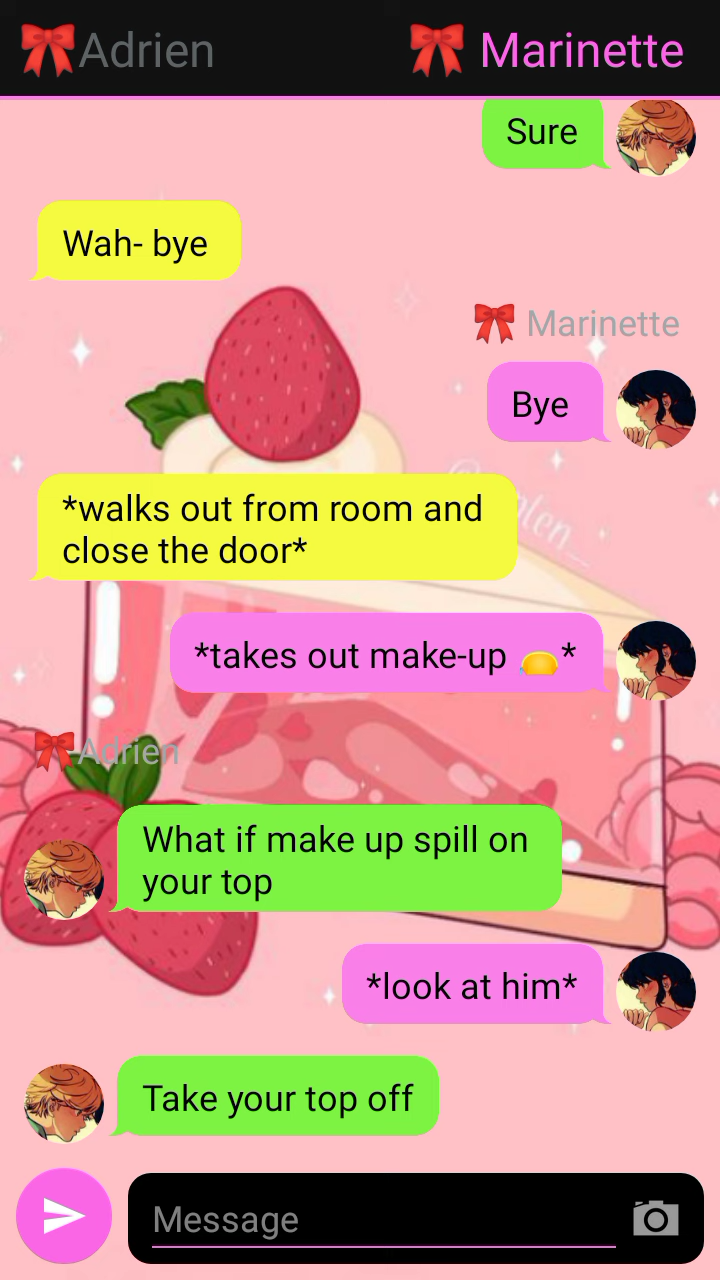 🎀Adrien
🎀 Marinette
Sure
Wah- bye
🎀 Marinette
Bye
*walks out from room and
close the door*
*takes out make-up 🫓*
🎀Adrien
What if make up spill on
your top
*look at him*
Take your top off
Message